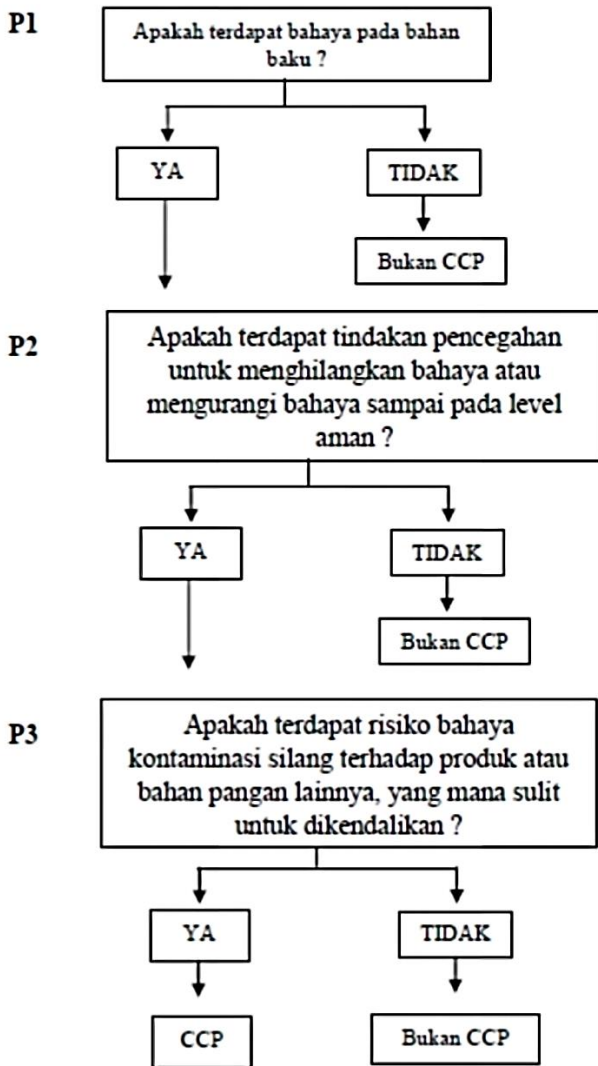 P1
Apakah terdapat bahaya pada bahan
baku ?
YA
TIDAK
Bukan CCP
P2
Apakah terdapat tindakan pencegahan
untuk menghilangkan bahaya atau
mengurangi bahaya sampai pada level
aman ?
YA
TIDAK
Bukan CCP
P3
Apakah terdapat risiko bahaya
kontaminasi silang terhadap produk atau
bahan pangan lainnya, yang mana sulit
untuk dikendalikan ?
YA
TIDAK
CCP
Bukan CCP